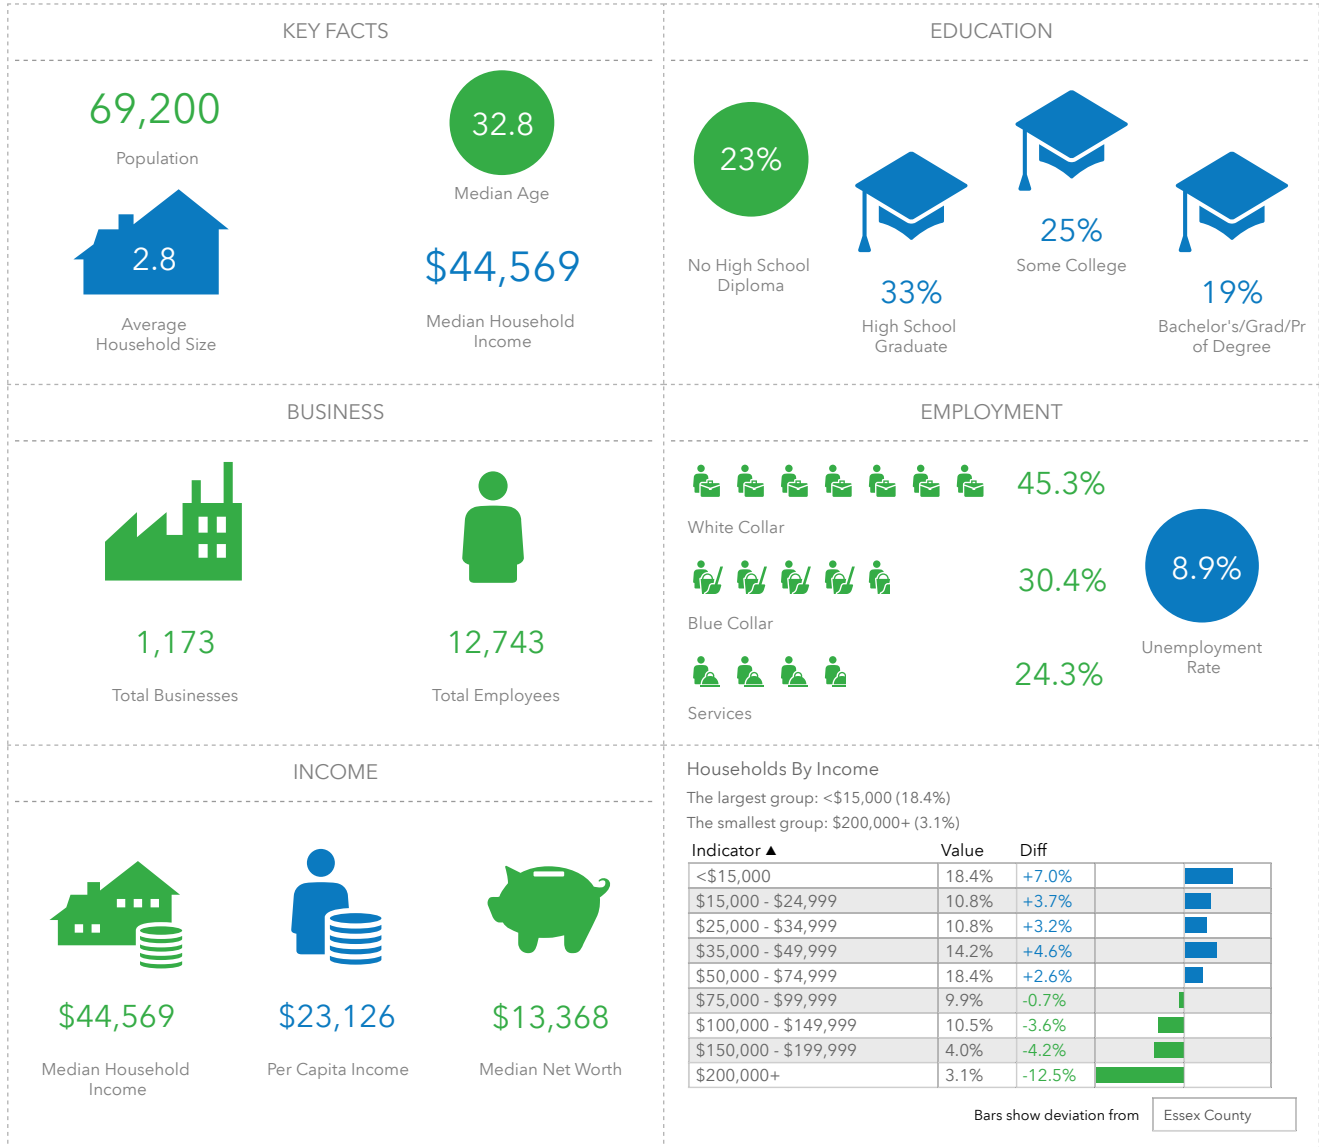 KEY FACTS
69,200
Population
32.8
Median Age
2.8
Average
Household Size
$44,569
Median Household
Income
EDUCATION
23%
No High School
Diploma
33%
High School
Graduate
25%
Some College
19%
Bachelor's/Grad/Pr
of Degree
BUSINESS
1,173
Total Businesses
12,743
Total Employees
EMPLOYMENT
45.3%
White Collar
30.4%
Blue Collar
24.3%
Services
8.9%
Unemployment
Rate
INCOME
$44,569
Median Household
Income
$23,126
Per Capita Income
$13,368
Median Net Worth
Households By Income
The largest group: <$15,000 (18.4%)
The smallest group: $200,000+ (3.1%)
Indicator ▲ Value Diff
<$15,000 18.4% +7.0%
$15,000 - $24,999 10.8% +3.7%
$25,000 - $34,999 10.8% +3.2%
$35,000 - $49,999 14.2% +4.6%
$50,000 - $74,999 18.4% +2.6%
$75,000 - $99,999 9.9% -0.7%
$100,000 - $149,999 10.5% -3.6%
$150,000 - $199,999 4.0% -4.2%
$200,000+ 3.1% -12.5%
Bars show deviation from Essex County